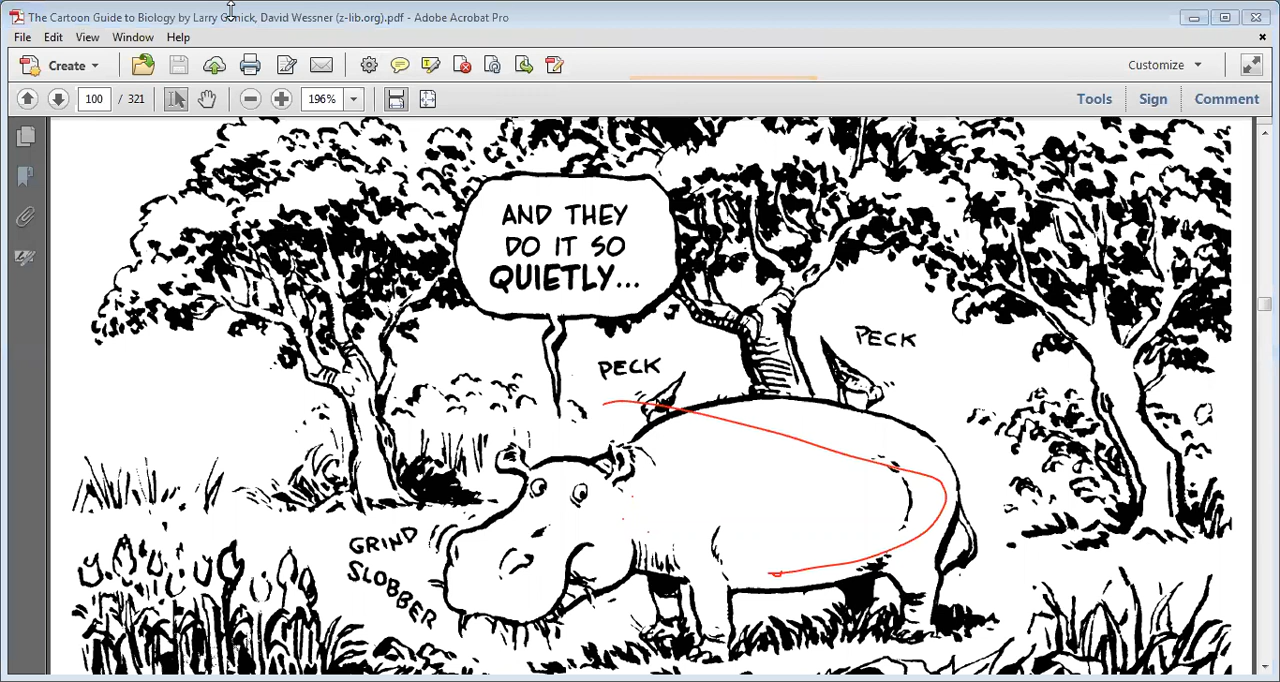 The Cartoon Guide to Biology by Larry Gonick, David Wessner (z-lib.org).pdf - Adobe Acrobat Pro
File Edit View Window Help
Create Customize
100 / 321 196% Tools Sign Comment
AND THEY
DO IT SO
QUIETLY...
PECK
PECK
GRIND
SLOBBER